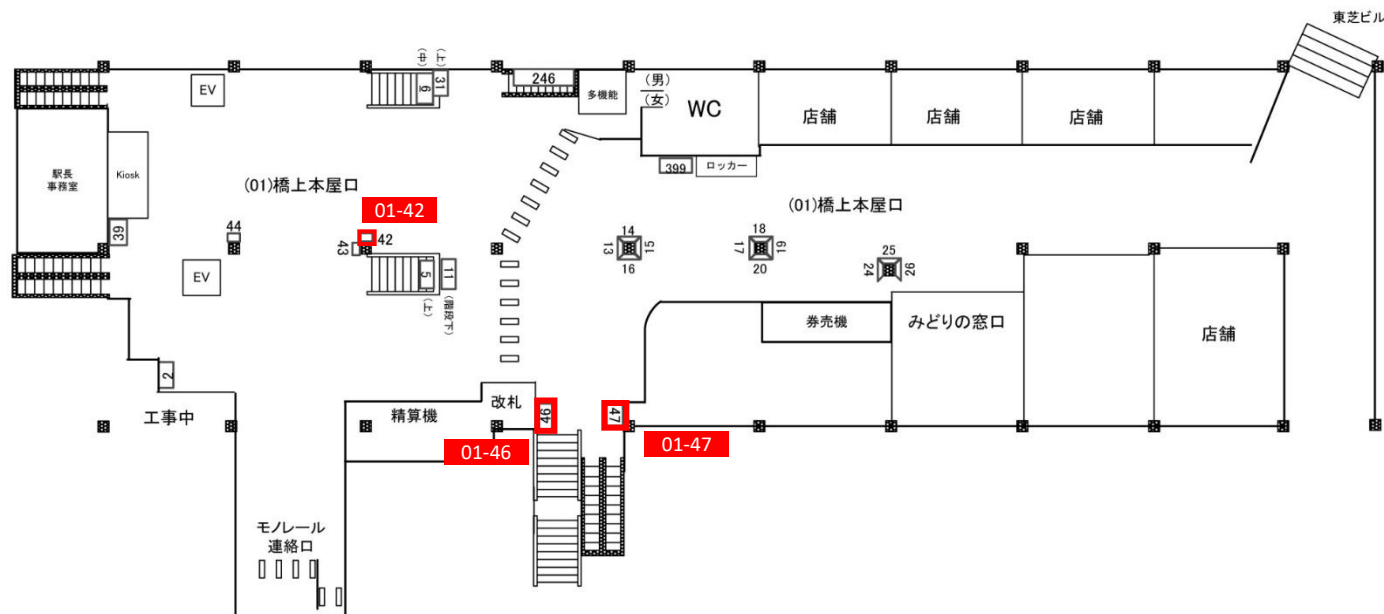 東芝ビル
EV
(上)
(中)
31
6
246
多機能
(男)
(女)
WC
店舗
店舗
店舗
駅長
事務室
Kiosk
399
ロッカー
(01)橋上本屋口
(01)橋上本屋口
01-42
39
44
43
42
14
13
15
16
18
17
19
20
25
24
26
EV
5
11
(上)
(階段下)
券売機
みどりの窓口
店舗
2
工事中
精算機
改札
46
47
01-46
01-47
モノレール
連絡口